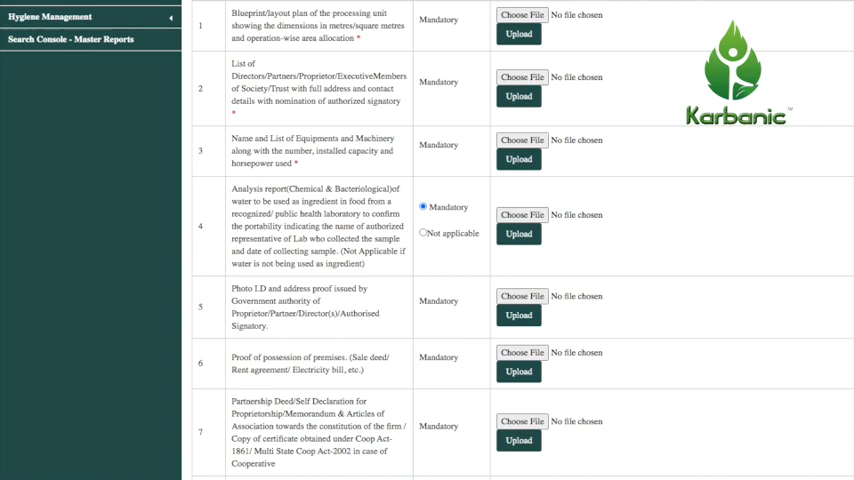 Hygiene Management
Search Console - Master Reports
1
Blueprint/layout plan of the processing unit
showing the dimensions in metres/square metres
and operation-wise area allocation *
Mandatory
Choose File No file chosen
Upload
2
List of
Directors/Partners/Proprietor/ExecutiveMembers
of Society/Trust with full address and contact
details with nomination of authorized signatory
*
Mandatory
Choose File No file chosen
Upload
3
Name and List of Equipments and Machinery
along with the number, installed capacity and
horsepower used *
Mandatory
Choose File No file chosen
Upload
4
Analysis report(Chemical & Bacteriological)of
water to be used as ingredient in food from a
recognized/ public health laboratory to confirm
the portability indicating the name of authorized
representative of Lab who collected the sample
and date of collecting sample. (Not Applicable if
water is not being used as ingredient)
Mandatory
Not applicable
Choose File No file chosen
Upload
5
Photo I.D and address proof issued by
Government authority of
Proprietor/Partner/Director(s)/Authorised
Signatory.
Mandatory
Choose File No file chosen
Upload
6
Proof of possession of premises. (Sale deed/
Rent agreement/ Electricity bill, etc.)
Mandatory
Choose File No file chosen
Upload
7
Partnership Deed/Self Declaration for
Proprietorship/Memorandum & Articles of
Association towards the constitution of the firm /
Copy of certificate obtained under Coop Act-
1861/ Multi State Coop Act-2002 in case of
Cooperative
Mandatory
Choose File No file chosen
Upload
Karbanic
TM